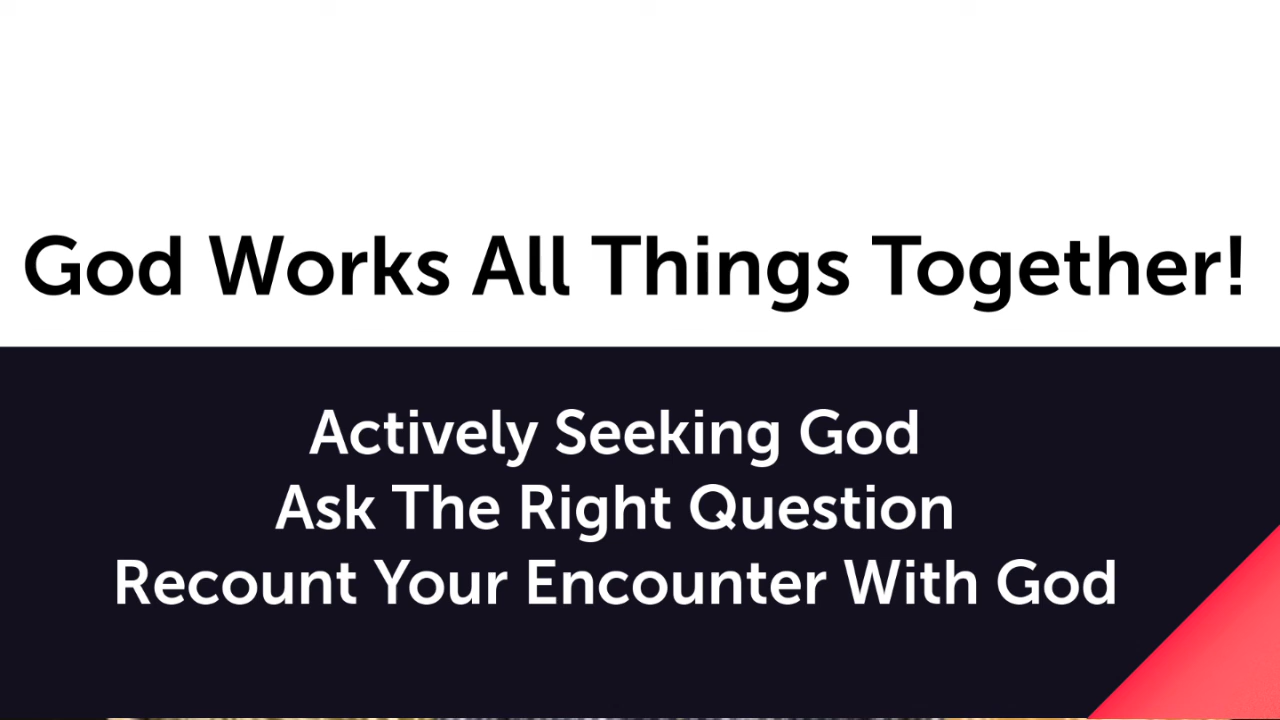 God Works All Things Together!
Actively Seeking God
Ask The Right Question
Recount Your Encounter With God